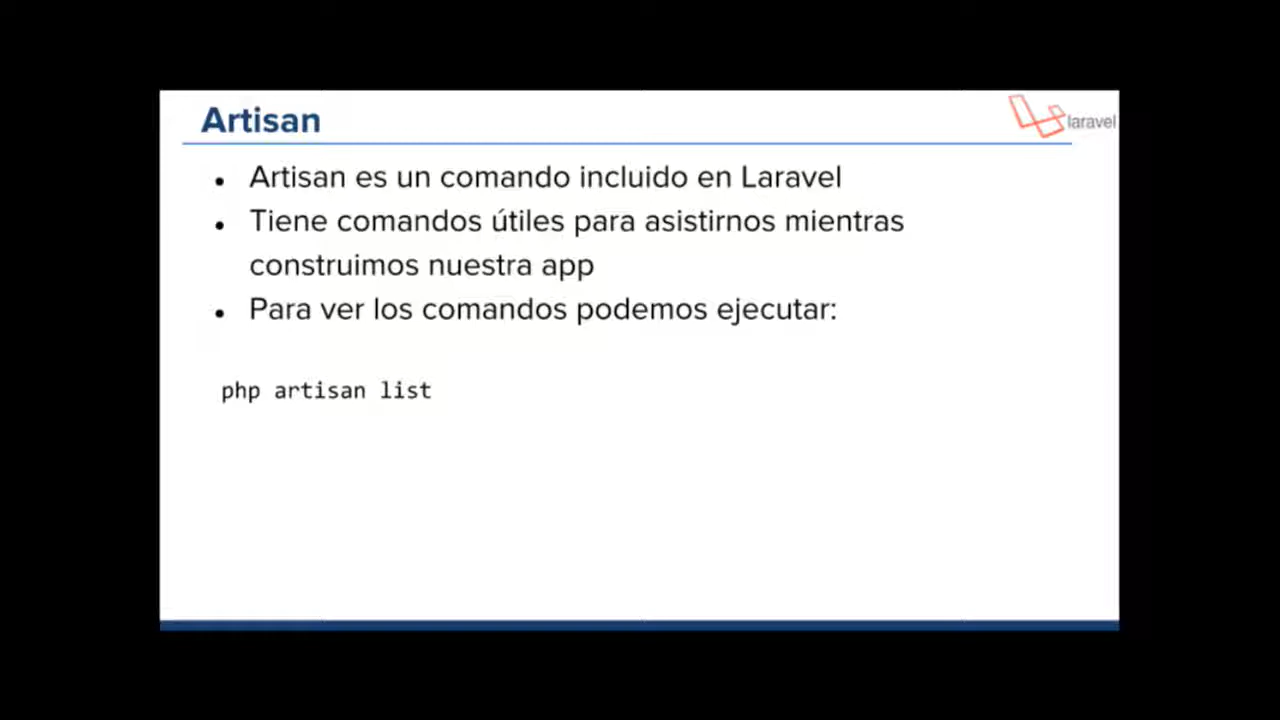 Artisan
laravel
• Artisan es un comando incluido en Laravel
• Tiene comandos útiles para asistirnos mientras
construimos nuestra app
• Para ver los comandos podemos ejecutar:
php artisan list